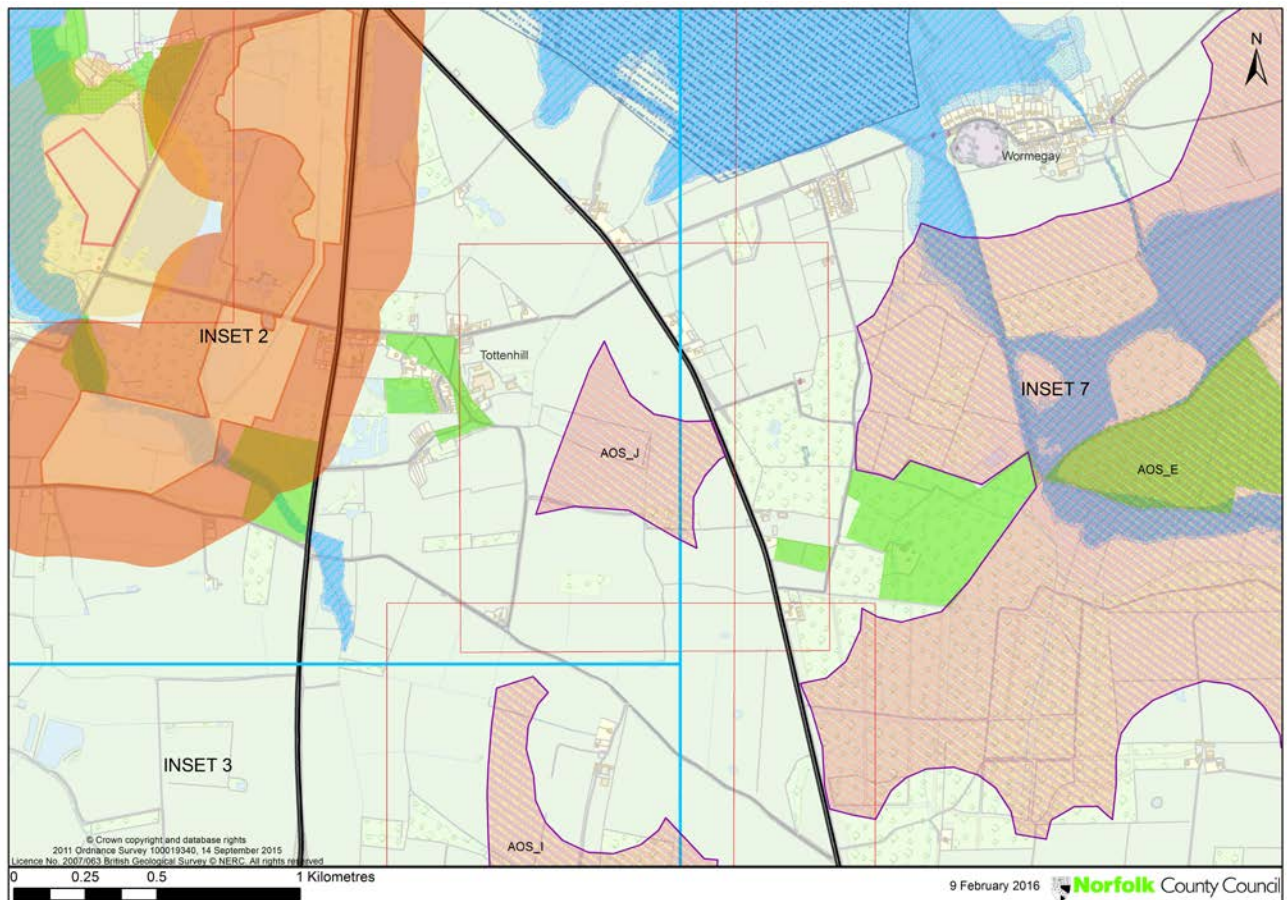 N
Wormegay
INSET 2
Tottenhill
INSET 7
AOS_J
AOS_E
INSET 3
AOS_I
© Crown copyright and database rights
2011 Ordnance Survey 100019340, 14 September 2015
Licence No. 2007/063 British Geological Survey © NERC. All rights reserved
0 0.25 0.5 1 Kilometres
9 February 2016 Norfolk County Council